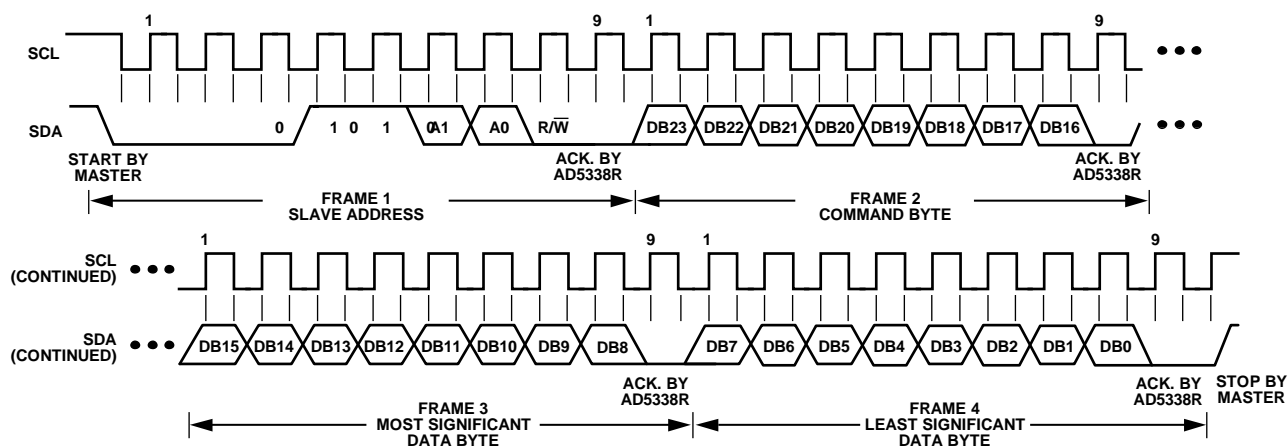 1 9 1 9
SCL
SDA 0 1 0 1 0 A1 A0 R/W DB23 DB22 DB21 DB20 DB19 DB18 DB17 DB16
START BY
MASTER
ACK. BY
AD5338R
ACK. BY
AD5338R
FRAME 1
SLAVE ADDRESS
FRAME 2
COMMAND BYTE
1 9 1 9
SCL
(CONTINUED)
SDA
(CONTINUED)
DB15 DB14 DB13 DB12 DB11 DB10 DB9 DB8 DB7 DB6 DB5 DB4 DB3 DB2 DB1 DB0
ACK. BY
AD5338R
ACK. BY
AD5338R
STOP BY
MASTER
FRAME 3
MOST SIGNIFICANT
DATA BYTE
FRAME 4
LEAST SIGNIFICANT
DATA BYTE